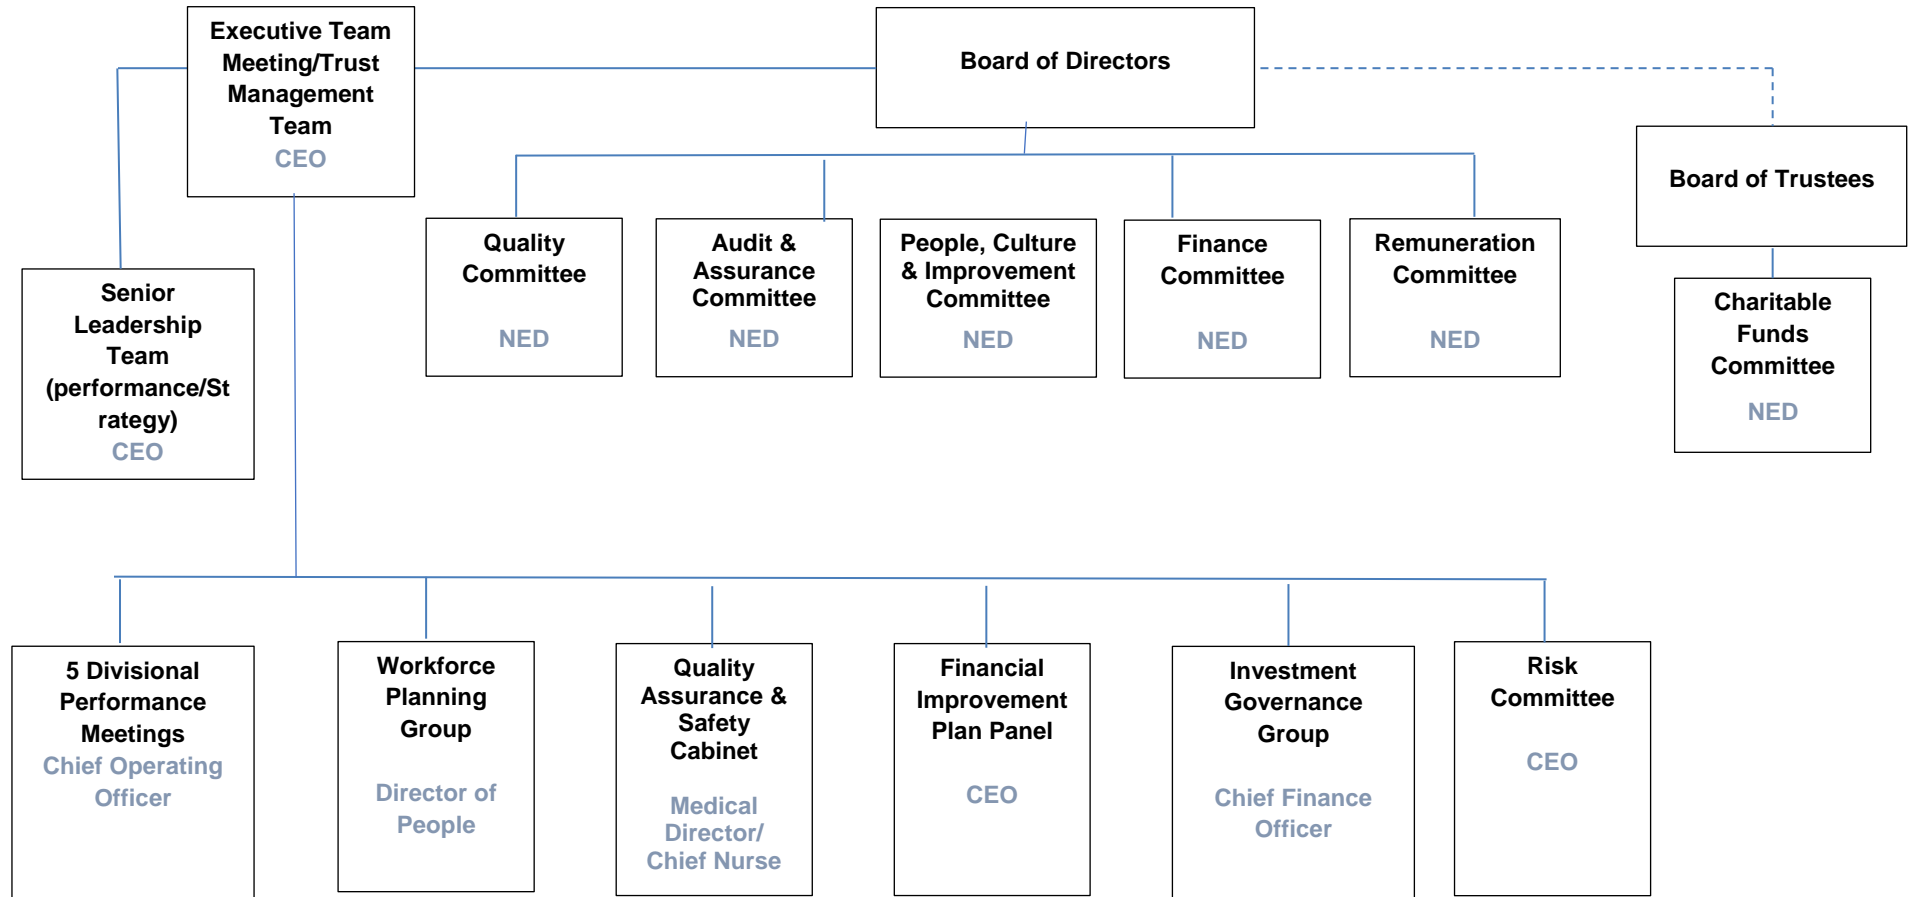 Executive Team
Meeting/Trust
Management
Team
CEO
Board of Directors
Board of Trustees
Quality
Committee
NED
Audit &
Assurance
Committee
NED
People, Culture
& Improvement
Committee
NED
Finance
Committee
NED
Remuneration
Committee
NED
Senior
Leadership
Team
(performance/St
rategy)
CEO
Charitable
Funds
Committee
NED
5 Divisional
Performance
Meetings
Chief Operating
Officer
Workforce
Planning
Group
Director of
People
Quality
Assurance &
Safety
Cabinet
Medical
Director/
Chief Nurse
Financial
Improvement
Plan Panel
CEO
Investment
Governance
Group
Chief Finance
Officer
Risk
Committee
CEO